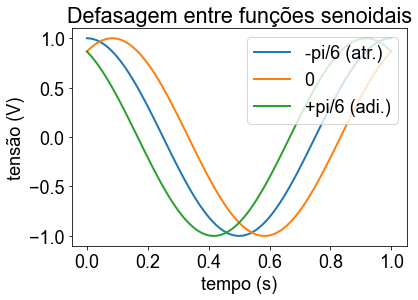 Defasagem entre funções senoidais
tensão (V)
1.0
0.5
0.0
−0.5
−1.0
-pi/6 (atr.)
0
+pi/6 (adi.)
0.0 0.2 0.4 0.6 0.8 1.0
tempo (s)